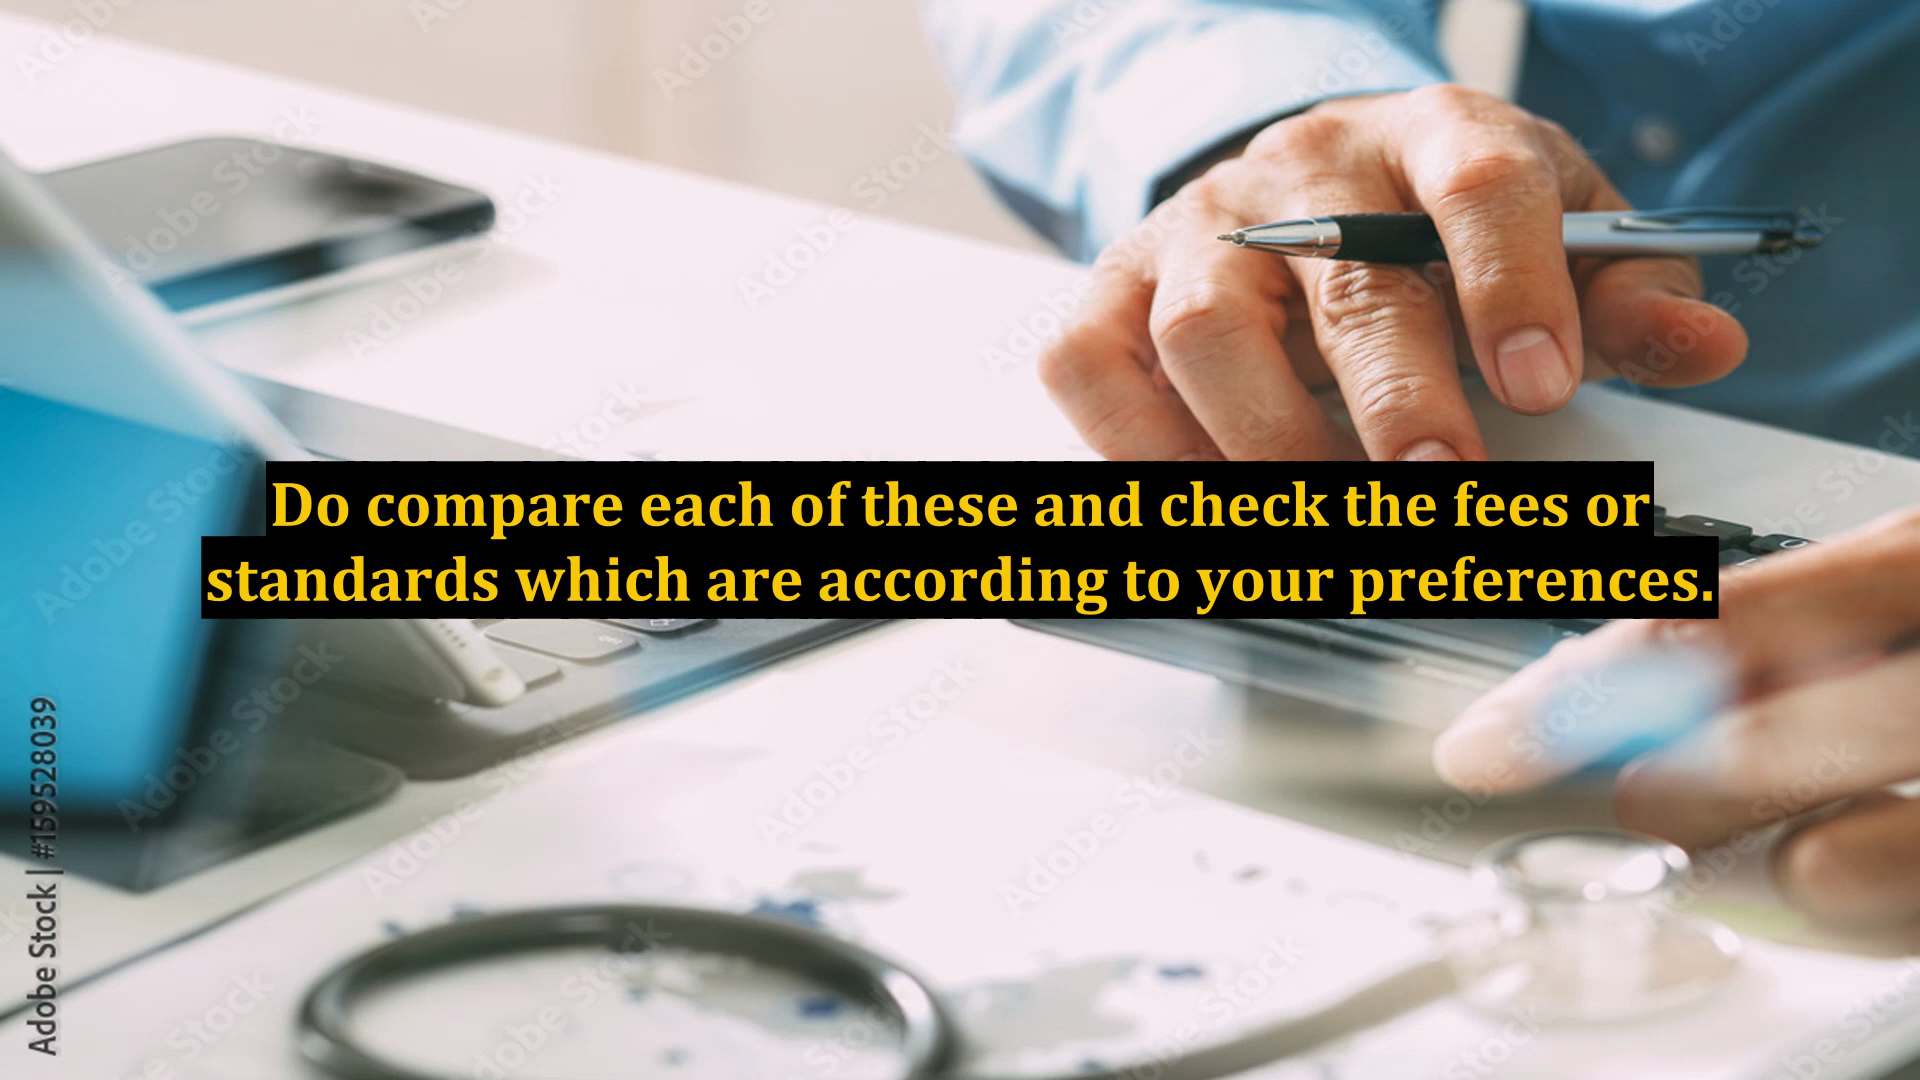 Do compare each of these and check the fees or
standards which are according to your preferences.
Adobe Stock | #159528039